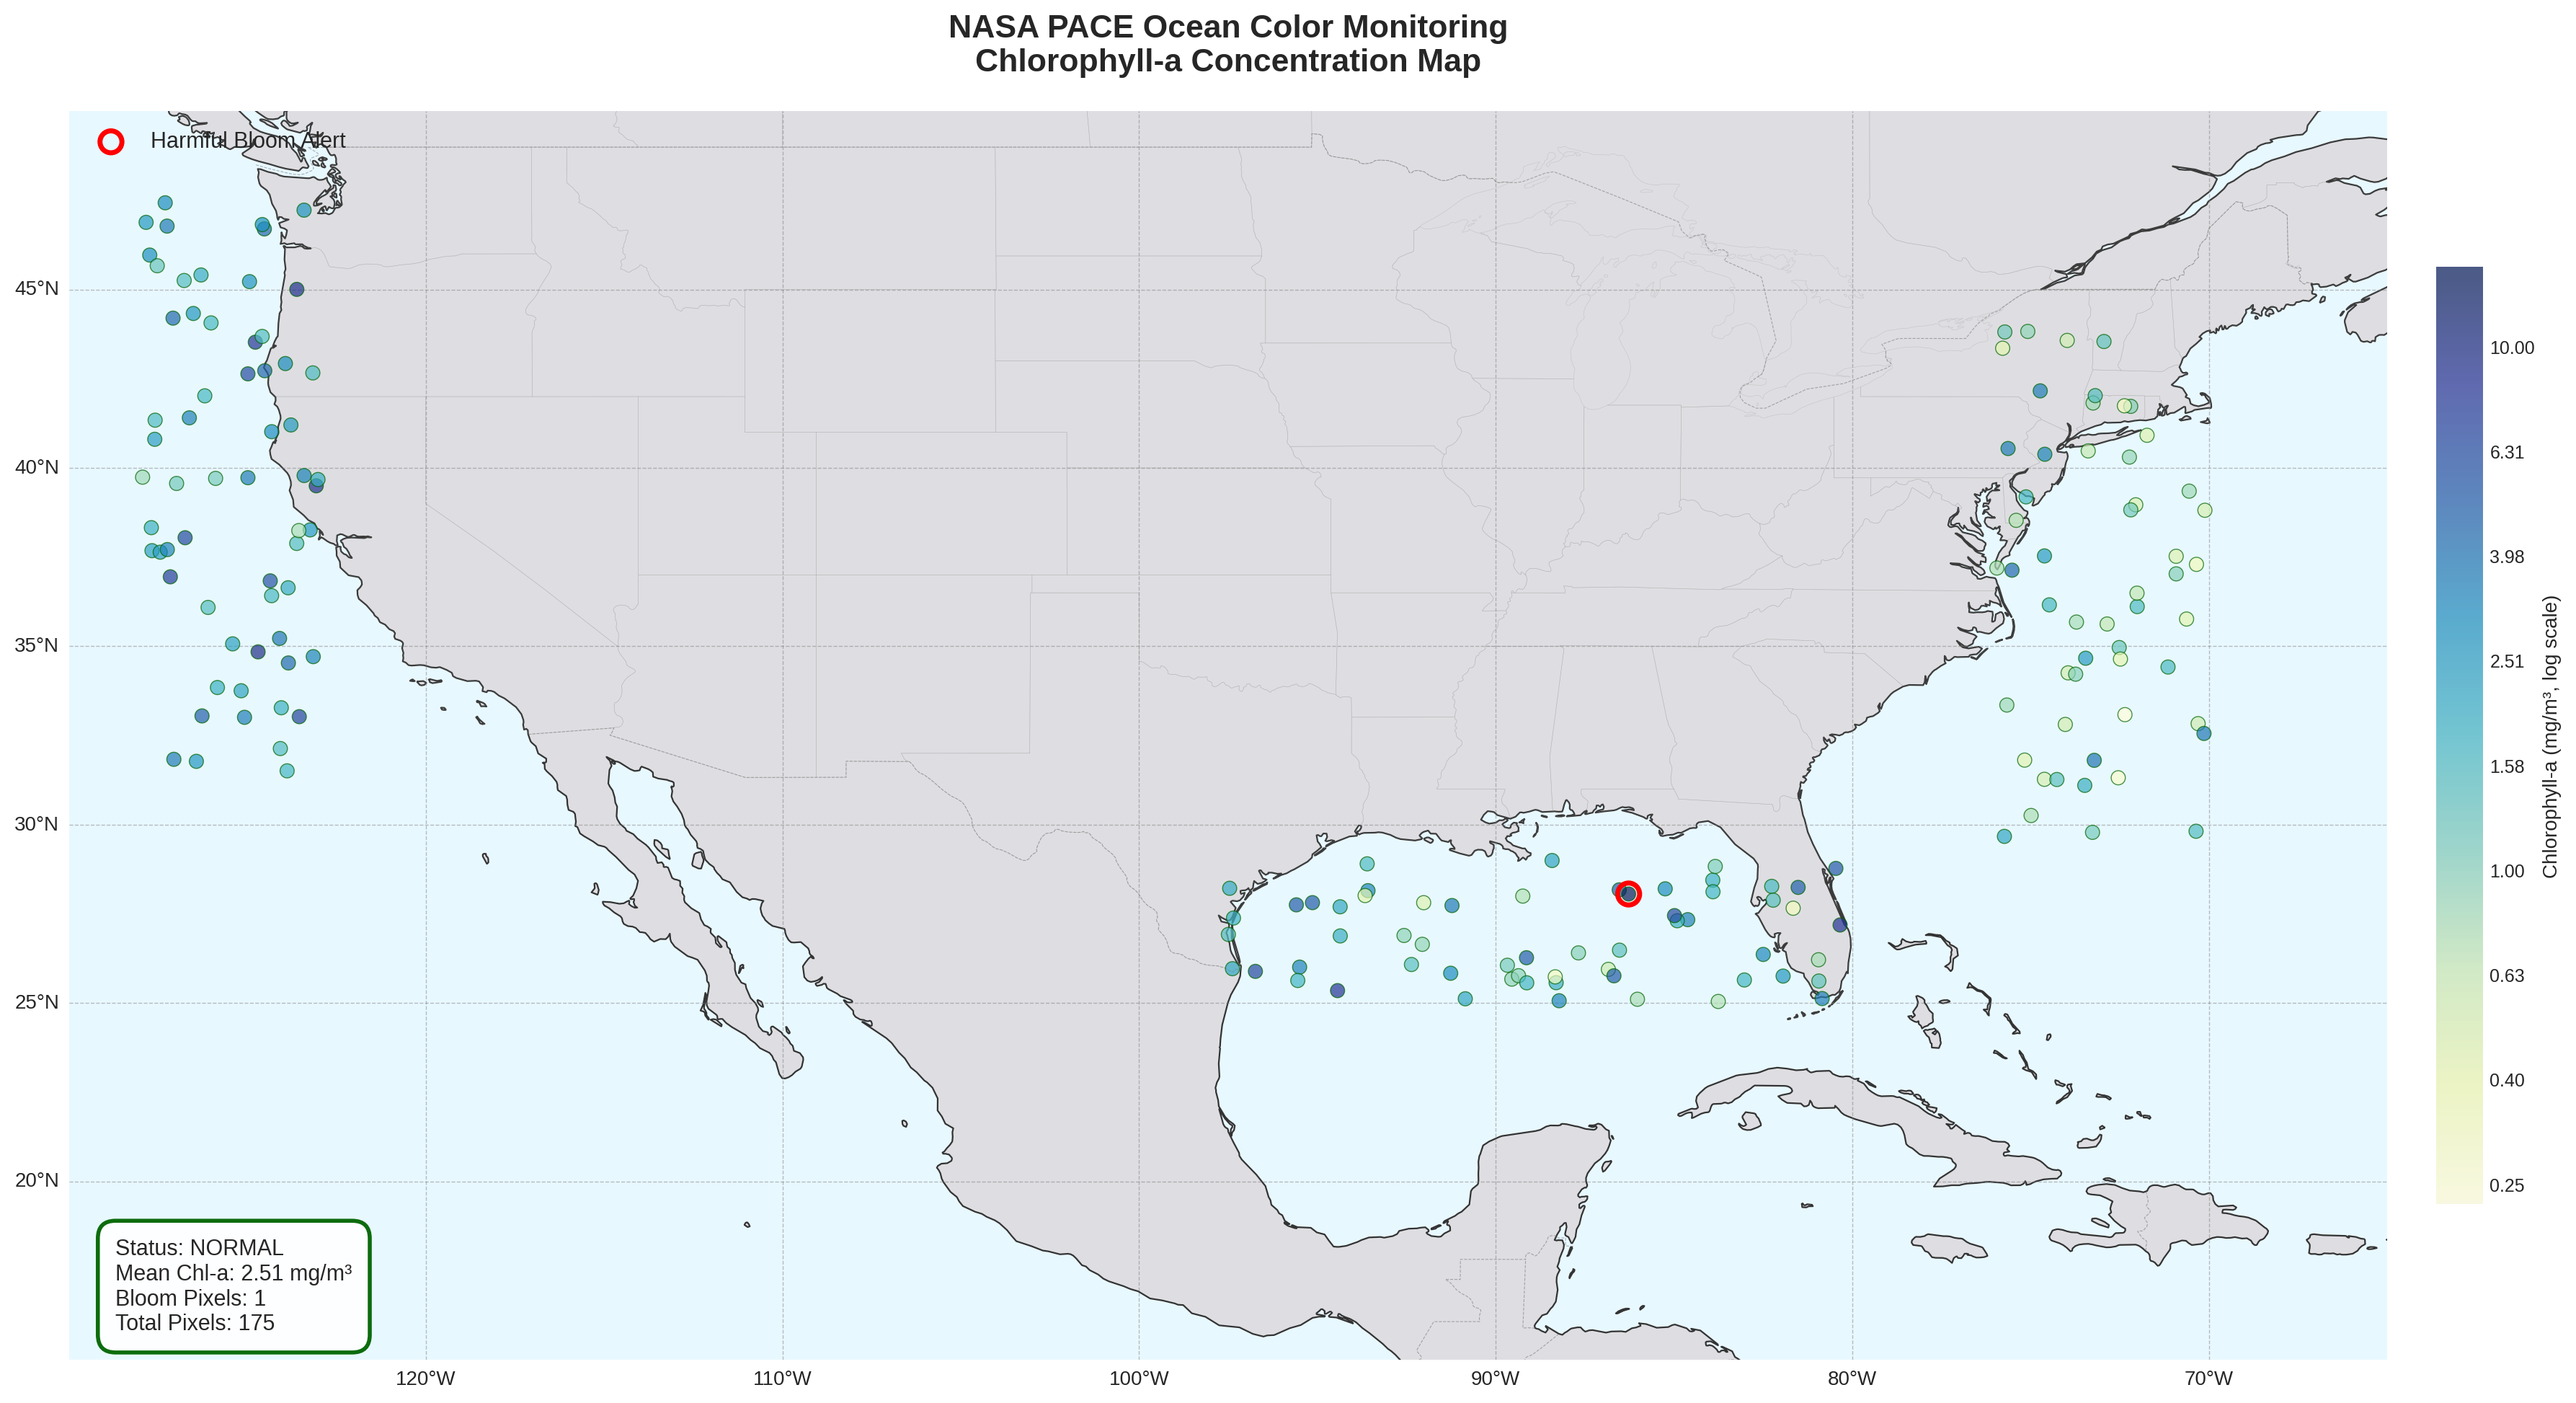 NASA PACE Ocean Color Monitoring
Chlorophyll-a Concentration Map
Harmful Bloom Alert
45°N
40°N
35°N
30°N
25°N
20°N
120°W
110°W
100°W
90°W
80°W
70°W
Status: NORMAL
Mean Chl-a: 2.51 mg/m³
Bloom Pixels: 1
Total Pixels: 175
10.00
6.31
3.98
2.51
1.58
1.00
0.63
0.40
0.25
Chlorophyll-a (mg/m³, log scale)